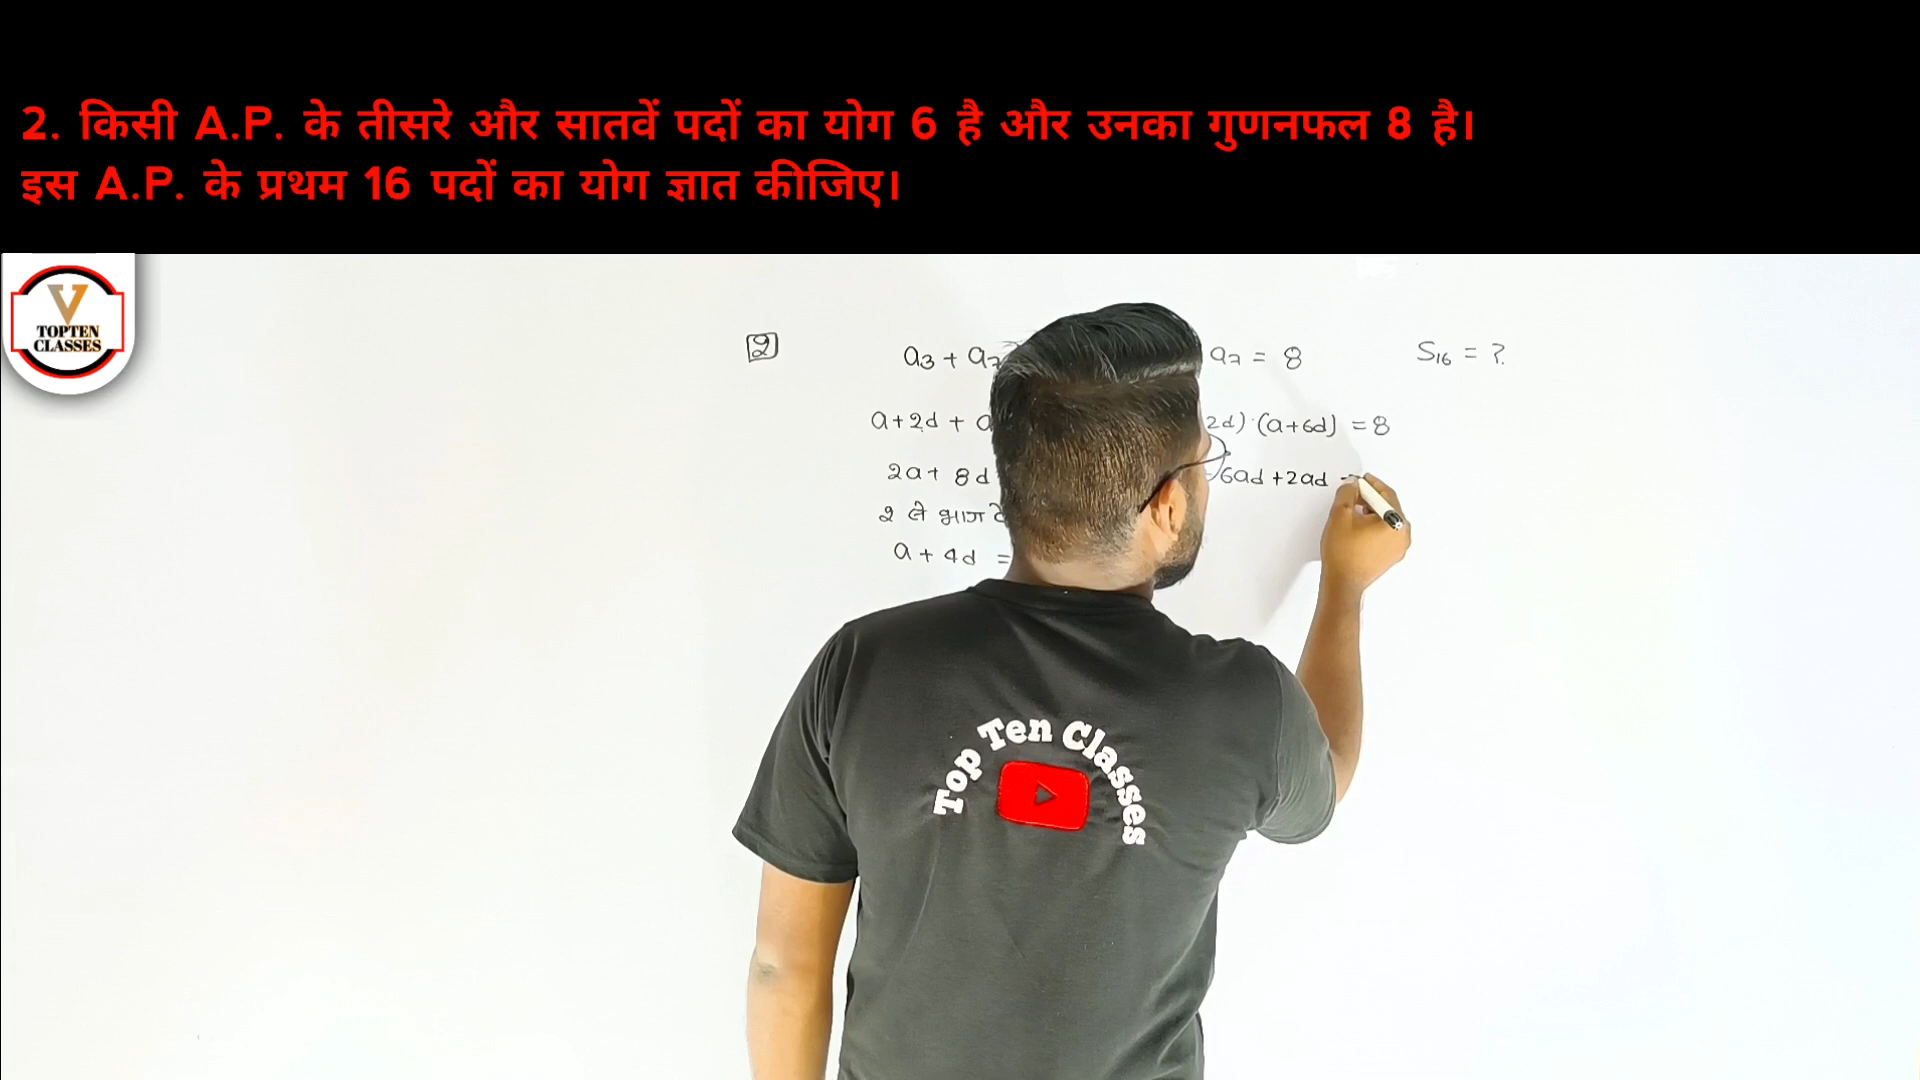 2. किसी A.P. के तीसरे और सातवें पदों का योग 6 है और उनका गुणनफल 8 है।
इस A.P. के प्रथम 16 पदों का योग ज्ञात कीजिए।
V
TOPTEN
CLASSES
2
a₃ + a₇
a₇ = 8
S₁₆ = ?
a+2d + a
2d)·(a+6d) = 8
2a + 8d
6ad + 2ad
2 से भाग
a + 4d =
Top Ten Classes